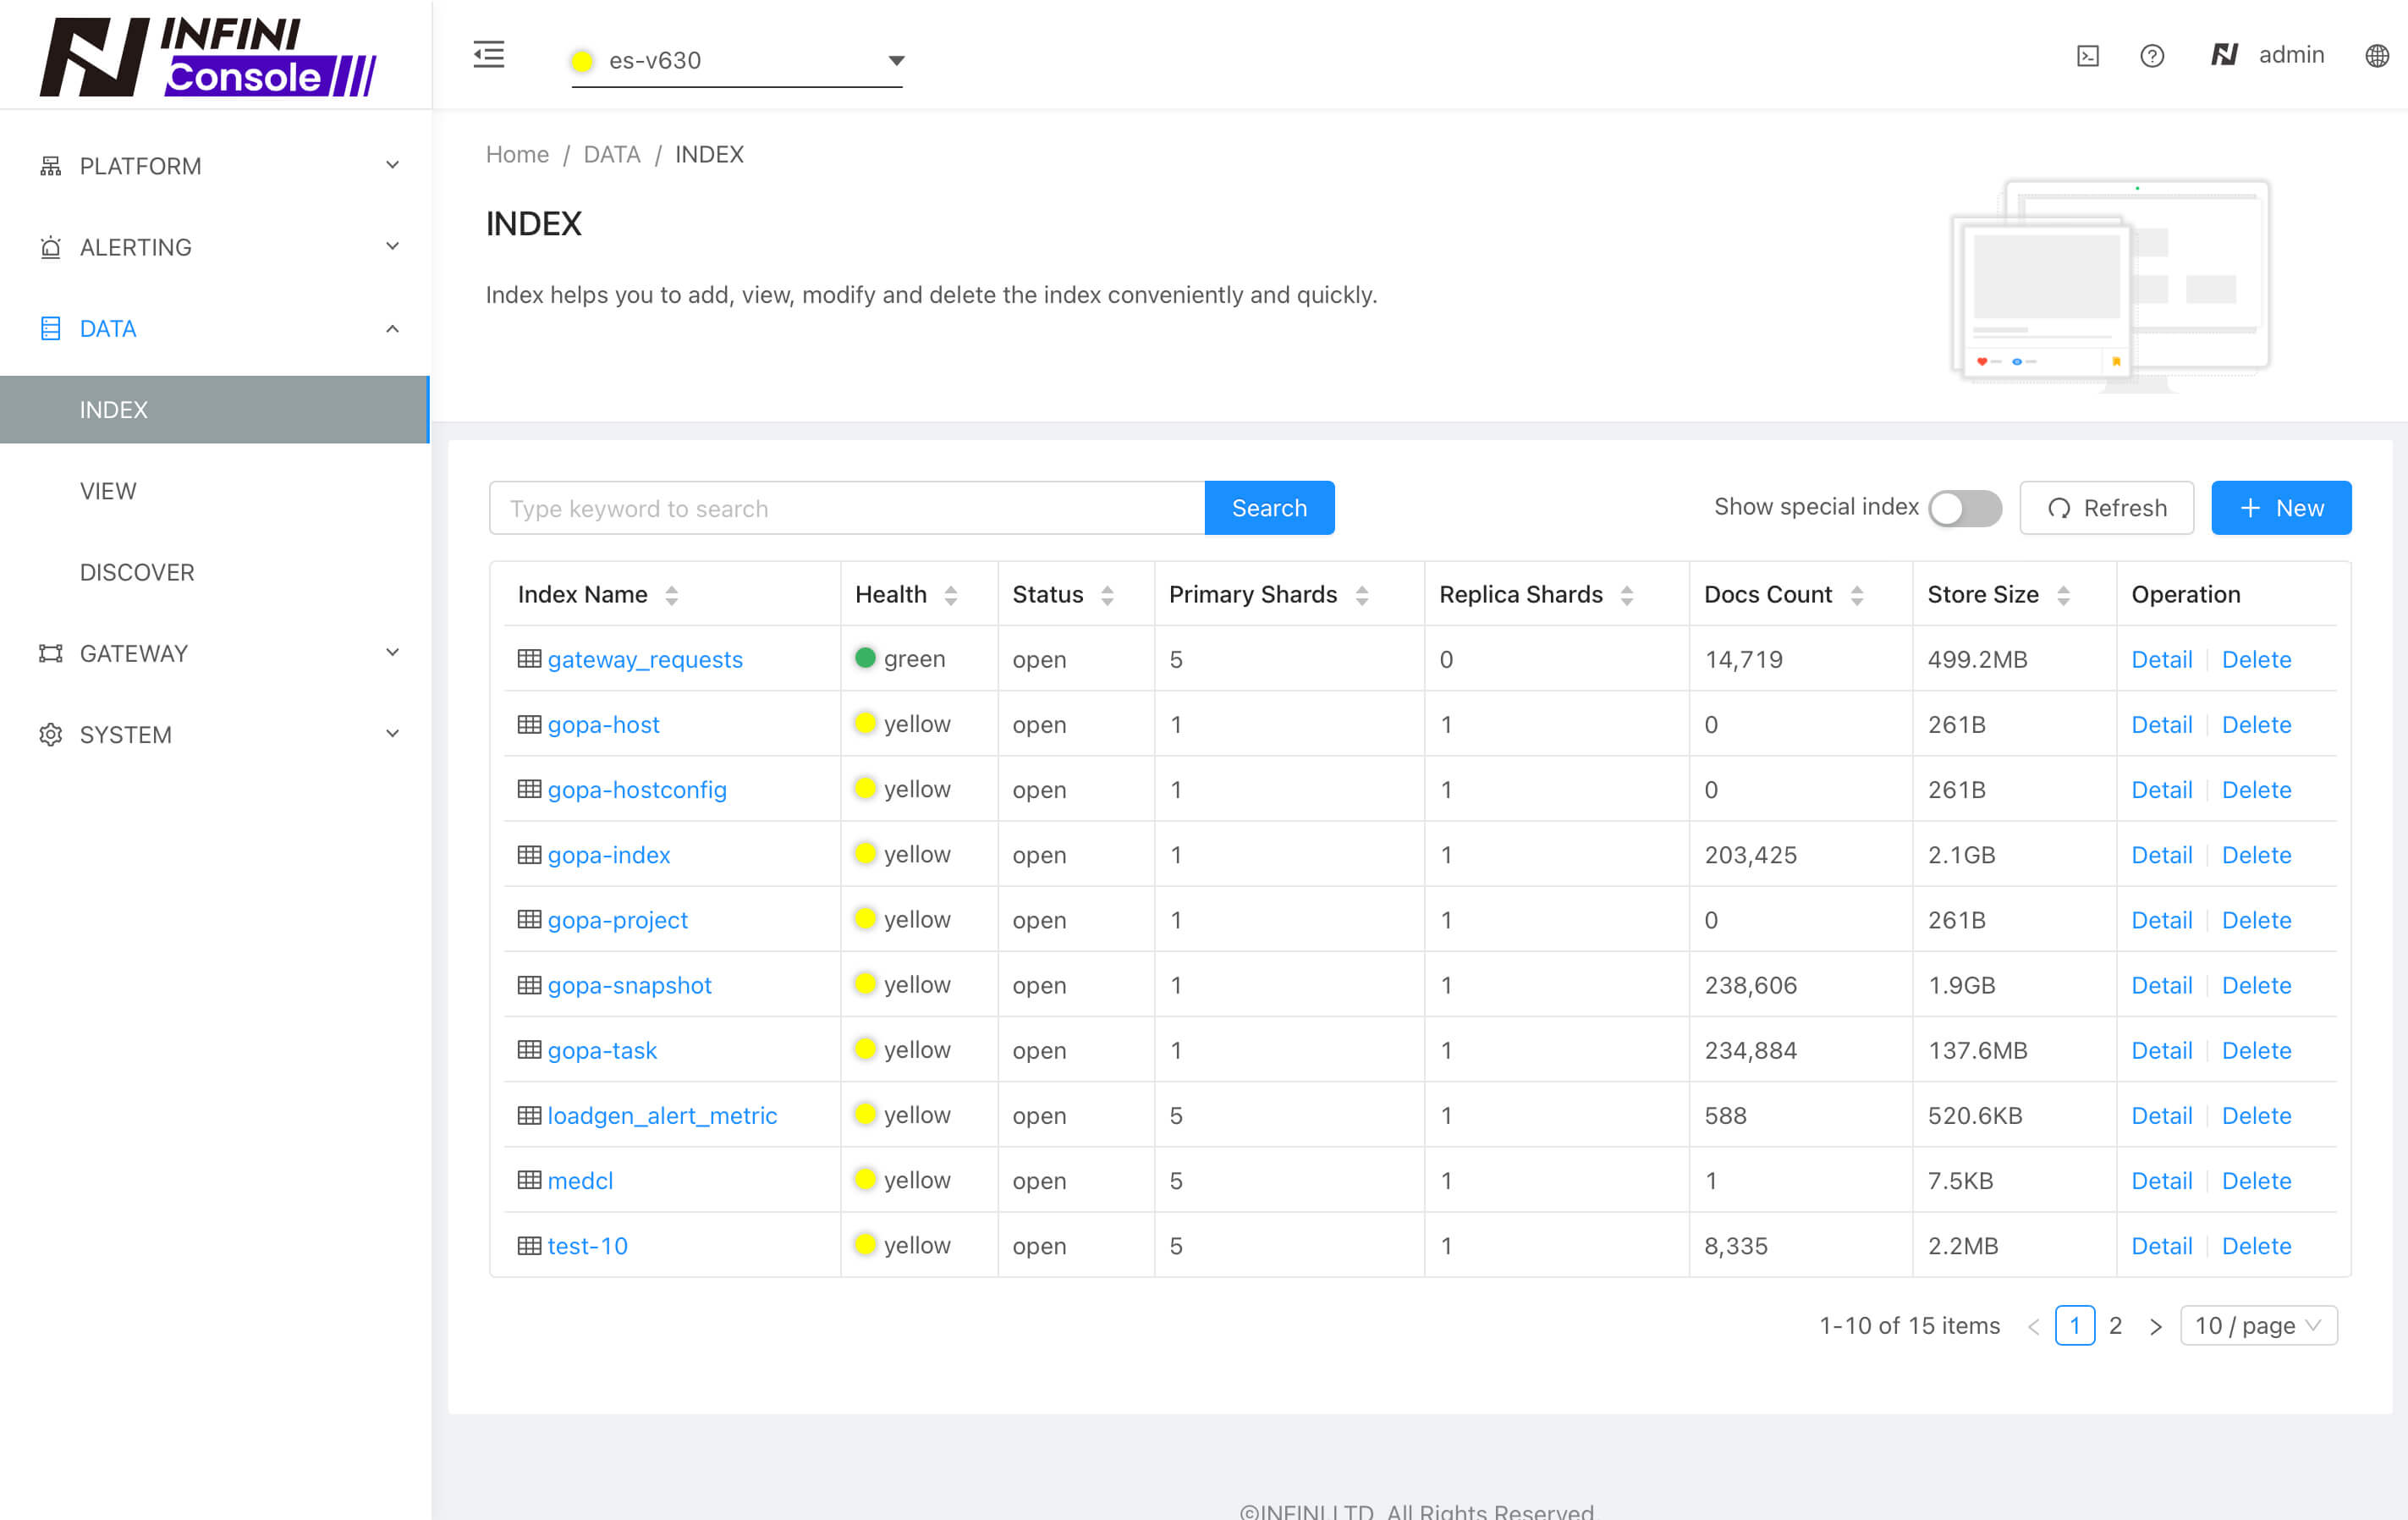 INFINI
Console
es-v630
admin
PLATFORM
ALERTING
DATA
INDEX
VIEW
DISCOVER
GATEWAY
SYSTEM
Home / DATA / INDEX
INDEX
Index helps you to add, view, modify and delete the index conveniently and quickly.
Type keyword to search Search Show special index Refresh New
Index Name Health Status Primary Shards Replica Shards Docs Count Store Size Operation
gateway_requests green open 5 0 14,719 499.2MB Detail Delete
gopa-host yellow open 1 1 0 261B Detail Delete
gopa-hostconfig yellow open 1 1 0 261B Detail Delete
gopa-index yellow open 1 1 203,425 2.1GB Detail Delete
gopa-project yellow open 1 1 0 261B Detail Delete
gopa-snapshot yellow open 1 1 238,606 1.9GB Detail Delete
gopa-task yellow open 1 1 234,884 137.6MB Detail Delete
loadgen_alert_metric yellow open 5 1 588 520.6KB Detail Delete
medcl yellow open 5 1 1 7.5KB Detail Delete
test-10 yellow open 5 1 8,335 2.2MB Detail Delete
1-10 of 15 items < 1 2 > 10 / page
©INFINI.LTD, All Rights Reserved.